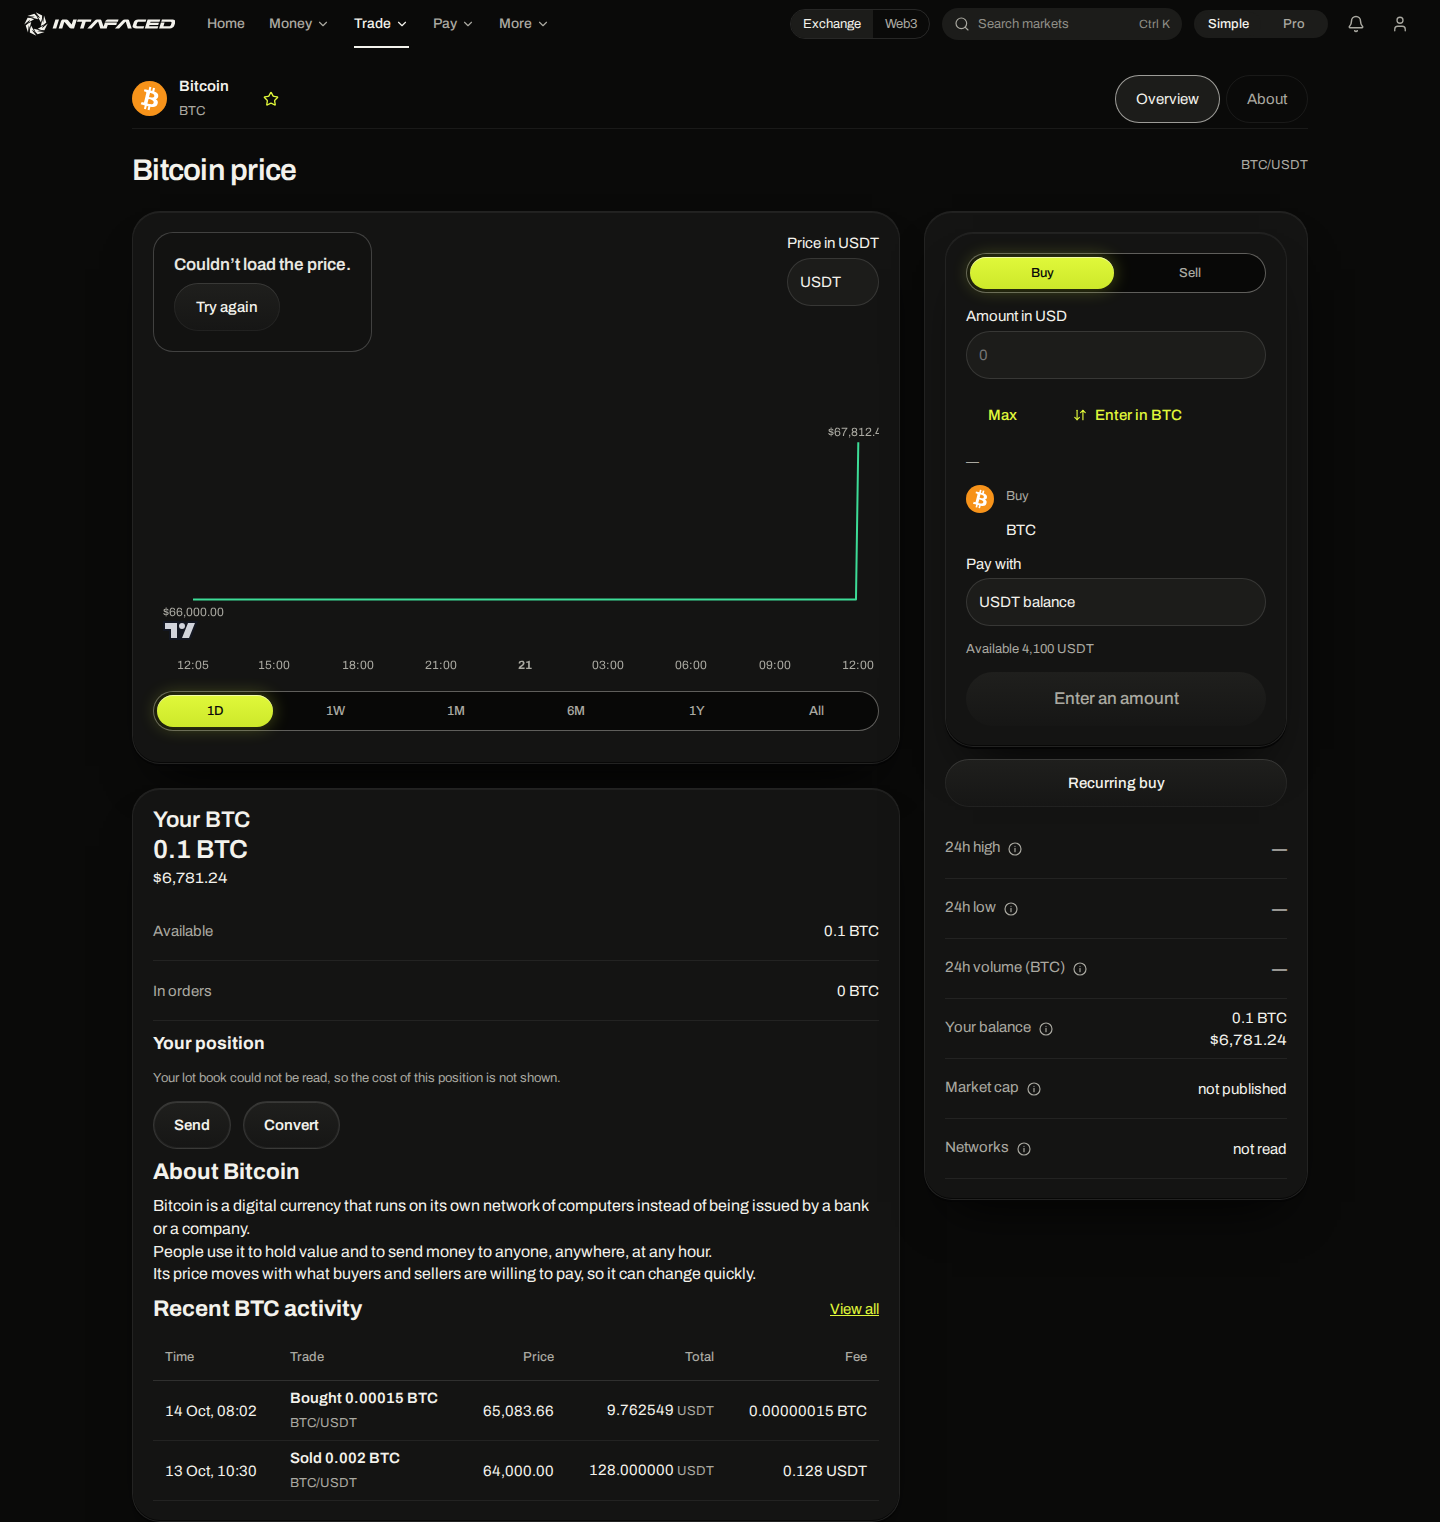 INTAFACED
Home
Money
Trade
Pay
More
Exchange
Web3
Search markets
Ctrl K
Simple
Pro
Bitcoin
BTC
Overview
About
Bitcoin price
BTC/USDT
Couldn’t load the price.
Try again
Price in USDT
USDT
$67,812.4
$66,000.00
12:05
15:00
18:00
21:00
21
03:00
06:00
09:00
12:00
1D
1W
1M
6M
1Y
All
Buy
Sell
Amount in USD
0
Max
Enter in BTC
—
Buy
BTC
Pay with
USDT balance
Available 4,100 USDT
Enter an amount
Recurring buy
24h high
—
24h low
—
24h volume (BTC)
—
Your balance
0.1 BTC
$6,781.24
Market cap
not published
Networks
not read
Your BTC
0.1 BTC
$6,781.24
Available
0.1 BTC
In orders
0 BTC
Your position
Your lot book could not be read, so the cost of this position is not shown.
Send
Convert
About Bitcoin
Bitcoin is a digital currency that runs on its own network of computers instead of being issued by a bank
or a company.
People use it to hold value and to send money to anyone, anywhere, at any hour.
Its price moves with what buyers and sellers are willing to pay, so it can change quickly.
Recent BTC activity
View all
Time
Trade
Price
Total
Fee
14 Oct, 08:02
Bought 0.00015 BTC
BTC/USDT
65,083.66
9.762549 USDT
0.00000015 BTC
13 Oct, 10:30
Sold 0.002 BTC
BTC/USDT
64,000.00
128.000000 USDT
0.128 USDT